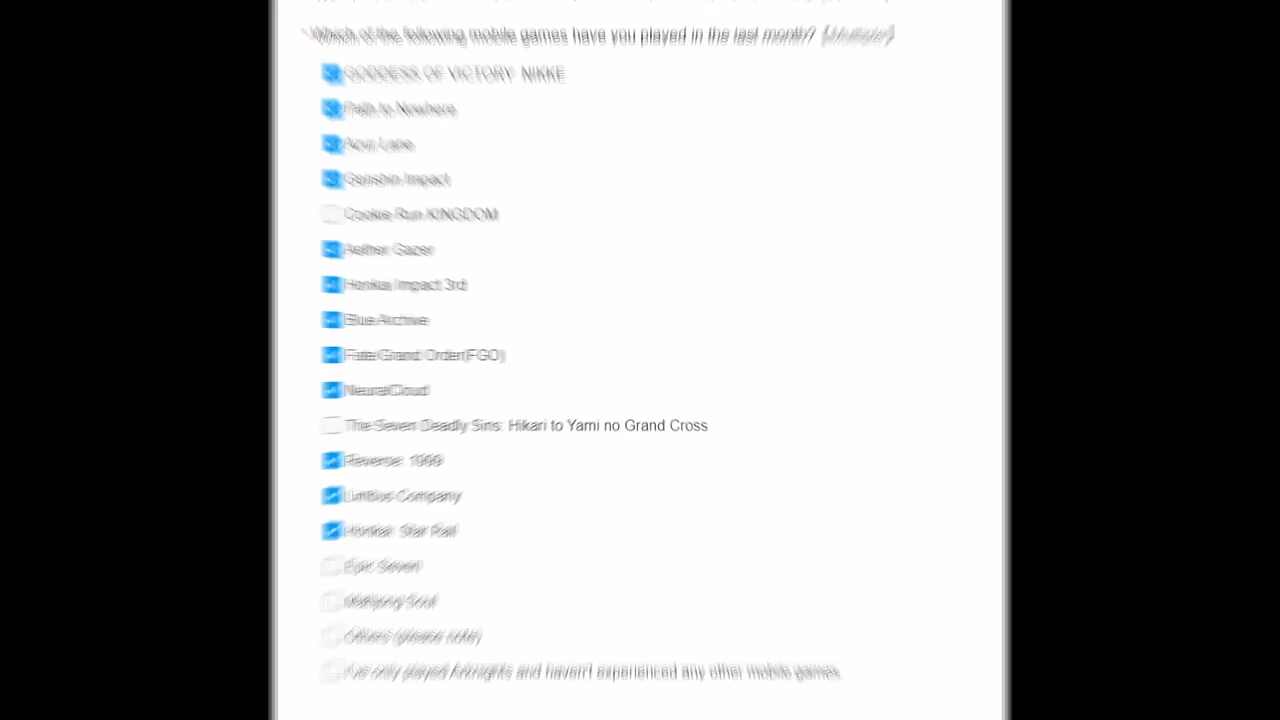 Which of the following mobile games have you played in the last month? [Multiple]
GODDESS OF VICTORY: NIKKE
Path to Nowhere
Azur Lane
Genshin Impact
Cookie Run: KINGDOM
Aether Gazer
Honkai Impact 3rd
Blue Archive
Fate/Grand Order(FGO)
NeuralCloud
The Seven Deadly Sins: Hikari to Yami no Grand Cross
Reverse: 1999
Limbus Company
Honkai: Star Rail
Epic Seven
Mahjong Soul
Others (please note)
I've only played Arknights and haven't experienced any other mobile games.